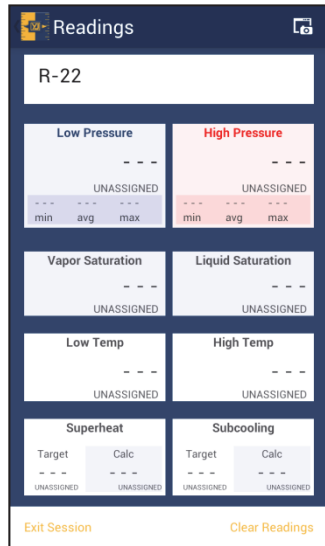 Readings
R-22
Low Pressure
- - -
UNASSIGNED
- - - - - - - - -
min avg max
High Pressure
- - -
UNASSIGNED
- - - - - - - - -
min avg max
Vapor Saturation
- - -
UNASSIGNED
Liquid Saturation
- - -
UNASSIGNED
Low Temp
- - -
UNASSIGNED
High Temp
- - -
UNASSIGNED
Superheat
Target Calc
- - - - - -
UNASSIGNED UNASSIGNED
Subcooling
Target Calc
- - - - - -
UNASSIGNED UNASSIGNED
Exit Session Clear Readings